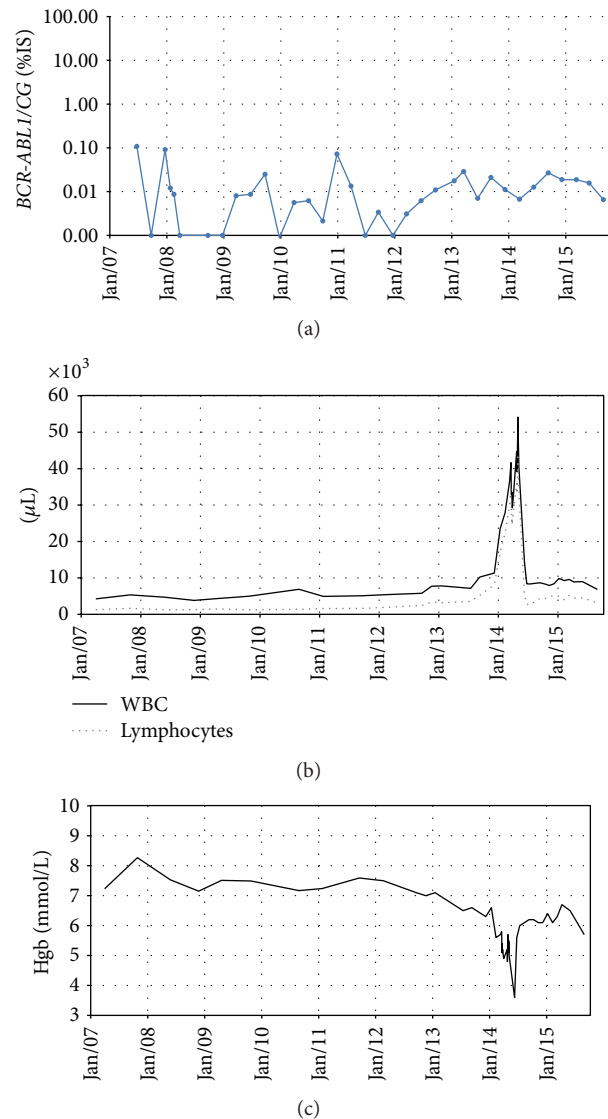 100.00
10.00
1.00
0.10
0.01
0.00
BCR-ABL1/CG (%IS)
Jan/07
Jan/08
Jan/09
Jan/10
Jan/11
Jan/12
Jan/13
Jan/14
Jan/15
(a)
×10³
60
50
40
30
20
10
0
(μL)
Jan/07
Jan/08
Jan/09
Jan/10
Jan/11
Jan/12
Jan/13
Jan/14
Jan/15
WBC
Lymphocytes
(b)
10
9
8
7
6
5
4
3
Hgb (mmol/L)
Jan/07
Jan/08
Jan/09
Jan/10
Jan/11
Jan/12
Jan/13
Jan/14
Jan/15
(c)